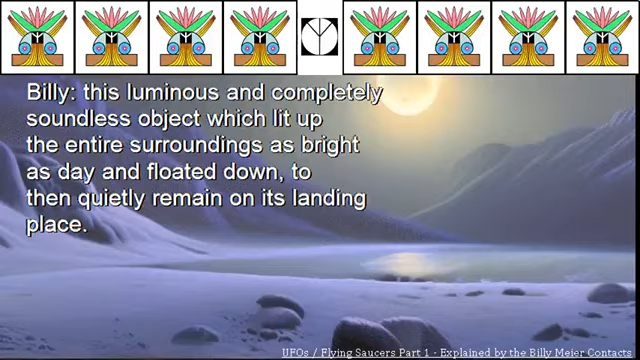 Billy: this luminous and completely
soundless object which lit up
the entire surroundings as bright
as day and floated down, to
then quietly remain on its landing
place.
UFOs / Flying Saucers Part 1 - Explained by the Billy Meier Contacts